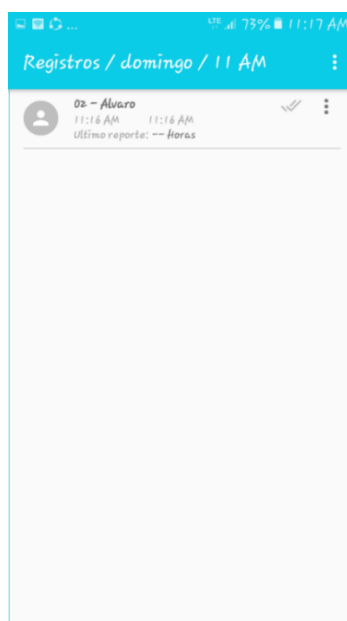 ... LTE 73% 11:17 AM
Registros / domingo / 11 AM
02 - Alvaro
11:16 AM 11:16 AM
Ultimo reporte: -- Horas